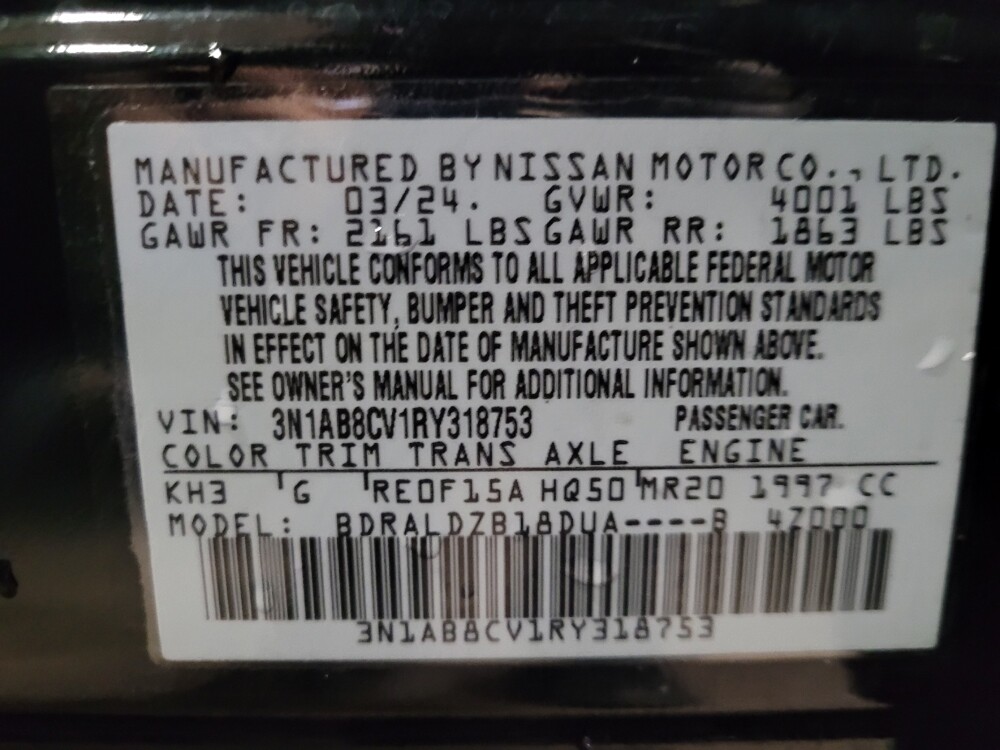 MANUFACTURED BY NISSAN MOTOR CO., LTD.
DATE: 03/24. GVWR: 4001 LBS
GAWR FR: 2161 LBS GAWR RR: 1863 LBS
THIS VEHICLE CONFORMS TO ALL APPLICABLE FEDERAL MOTOR
VEHICLE SAFETY, BUMPER AND THEFT PREVENTION STANDARDS
IN EFFECT ON THE DATE OF MANUFACTURE SHOWN ABOVE.
SEE OWNER'S MANUAL FOR ADDITIONAL INFORMATION.
VIN: 3N1AB8CV1RY318753 PASSENGER CAR.
COLOR TRIM TRANS AXLE ENGINE
KH3 G RE0F15A HQ50 MR20 1997 CC
MODEL: BDRALDZB18DUA----B 4Z000
3N1AB8CV1RY318753